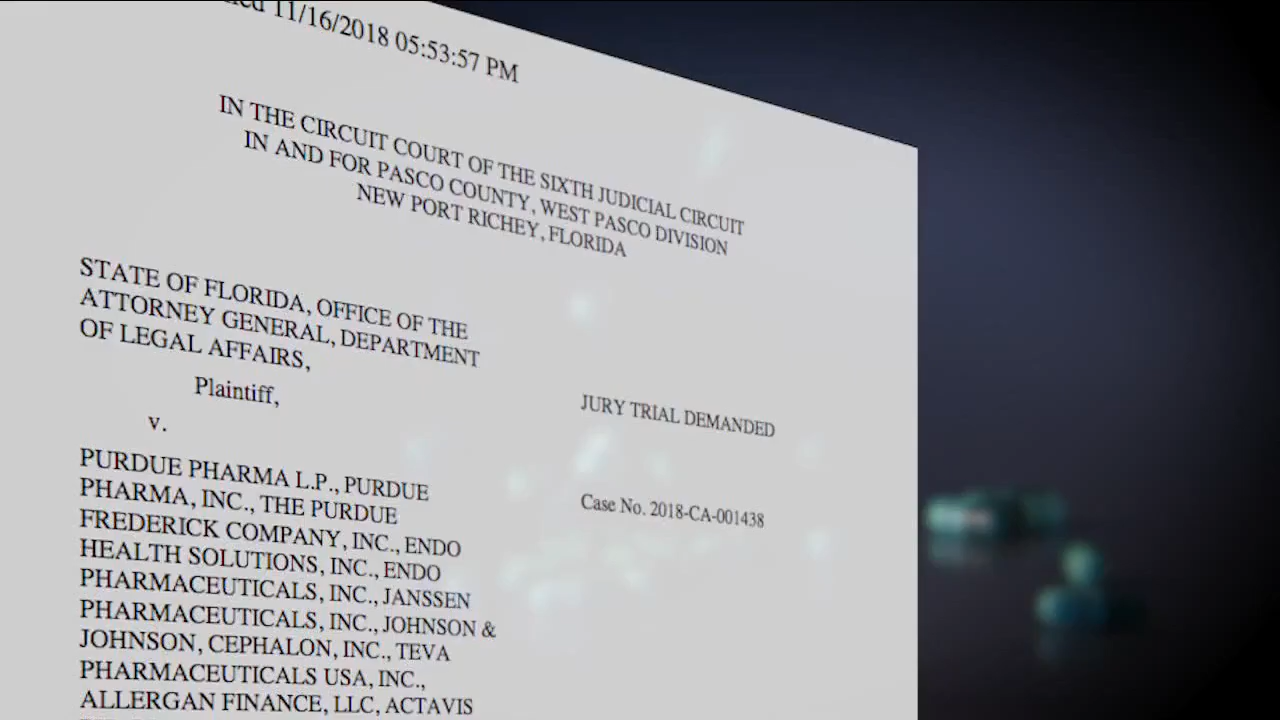 11/16/2018 05:53:57 PM
IN THE CIRCUIT COURT OF THE SIXTH JUDICIAL CIRCUIT
IN AND FOR PASCO COUNTY, WEST PASCO DIVISION
NEW PORT RICHEY, FLORIDA
STATE OF FLORIDA, OFFICE OF THE
ATTORNEY GENERAL, DEPARTMENT
OF LEGAL AFFAIRS,
Plaintiff,
v.
JURY TRIAL DEMANDED
Case No. 2018-CA-001438
PURDUE PHARMA L.P., PURDUE
PHARMA, INC., THE PURDUE
FREDERICK COMPANY, INC., ENDO
HEALTH SOLUTIONS, INC., ENDO
PHARMACEUTICALS, INC., JANSSEN
PHARMACEUTICALS, INC., JOHNSON &
JOHNSON, CEPHALON, INC., TEVA
PHARMACEUTICALS USA, INC.,
ALLERGAN FINANCE, LLC, ACTAVIS